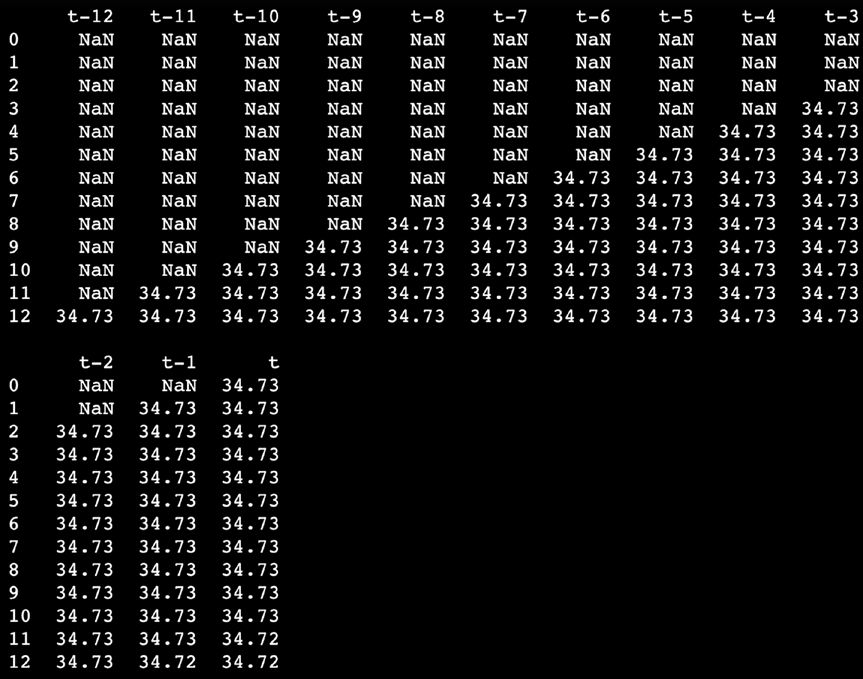 t-12 t-11 t-10 t-9 t-8 t-7 t-6 t-5 t-4 t-3
0 NaN NaN NaN NaN NaN NaN NaN NaN NaN NaN
1 NaN NaN NaN NaN NaN NaN NaN NaN NaN NaN
2 NaN NaN NaN NaN NaN NaN NaN NaN NaN NaN
3 NaN NaN NaN NaN NaN NaN NaN NaN NaN 34.73
4 NaN NaN NaN NaN NaN NaN NaN NaN 34.73 34.73
5 NaN NaN NaN NaN NaN NaN NaN 34.73 34.73 34.73
6 NaN NaN NaN NaN NaN NaN 34.73 34.73 34.73 34.73
7 NaN NaN NaN NaN NaN 34.73 34.73 34.73 34.73 34.73
8 NaN NaN NaN NaN 34.73 34.73 34.73 34.73 34.73 34.73
9 NaN NaN NaN 34.73 34.73 34.73 34.73 34.73 34.73 34.73
10 NaN NaN 34.73 34.73 34.73 34.73 34.73 34.73 34.73 34.73
11 NaN 34.73 34.73 34.73 34.73 34.73 34.73 34.73 34.73 34.73
12 34.73 34.73 34.73 34.73 34.73 34.73 34.73 34.73 34.73 34.73
t-2 t-1 t
0 NaN NaN 34.73
1 NaN 34.73 34.73
2 34.73 34.73 34.73
3 34.73 34.73 34.73
4 34.73 34.73 34.73
5 34.73 34.73 34.73
6 34.73 34.73 34.73
7 34.73 34.73 34.73
8 34.73 34.73 34.73
9 34.73 34.73 34.73
10 34.73 34.73 34.73
11 34.73 34.73 34.72
12 34.73 34.72 34.72